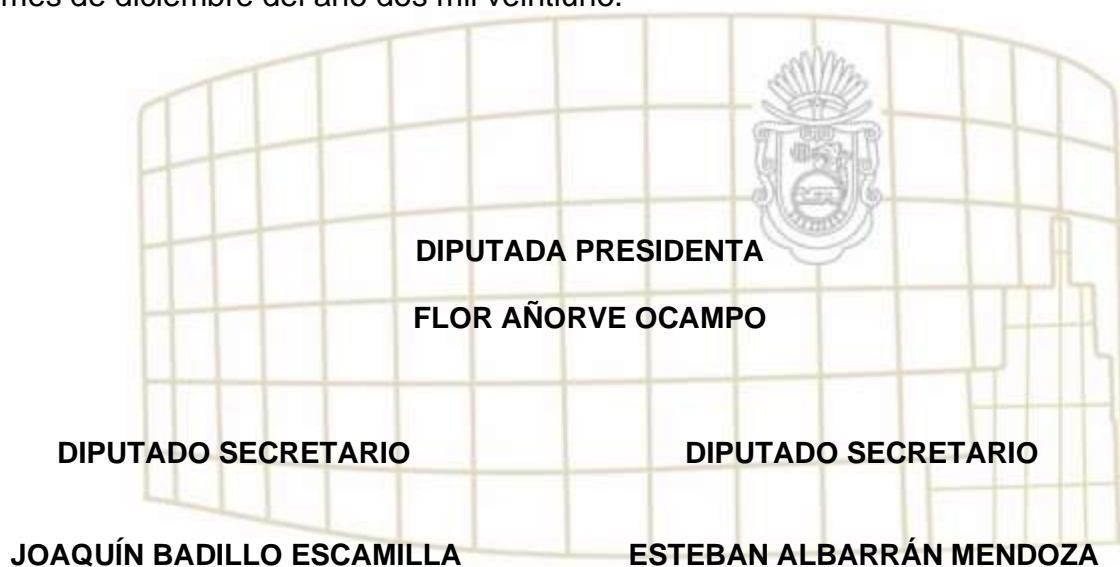 mes de diciembre del año dos mil veintiuno.
DIPUTADA PRESIDENTA
FLOR AÑORVE OCAMPO
DIPUTADO SECRETARIO DIPUTADO SECRETARIO
JOAQUÍN BADILLO ESCAMILLA ESTEBAN ALBARRÁN MENDOZA